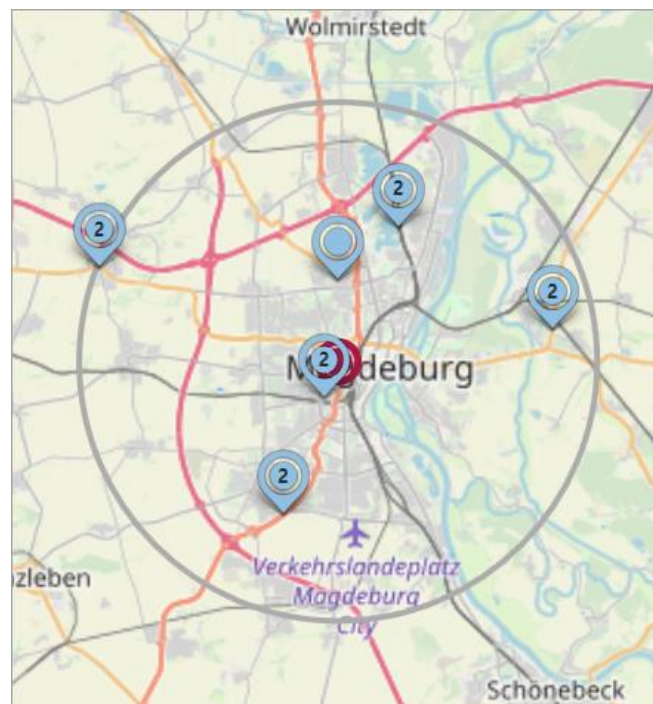 Wolmirstedt
2
2
2
2
Magdeburg
2
Verkehrslandeplatz
Magdeburg
City
zleben
Schönebeck